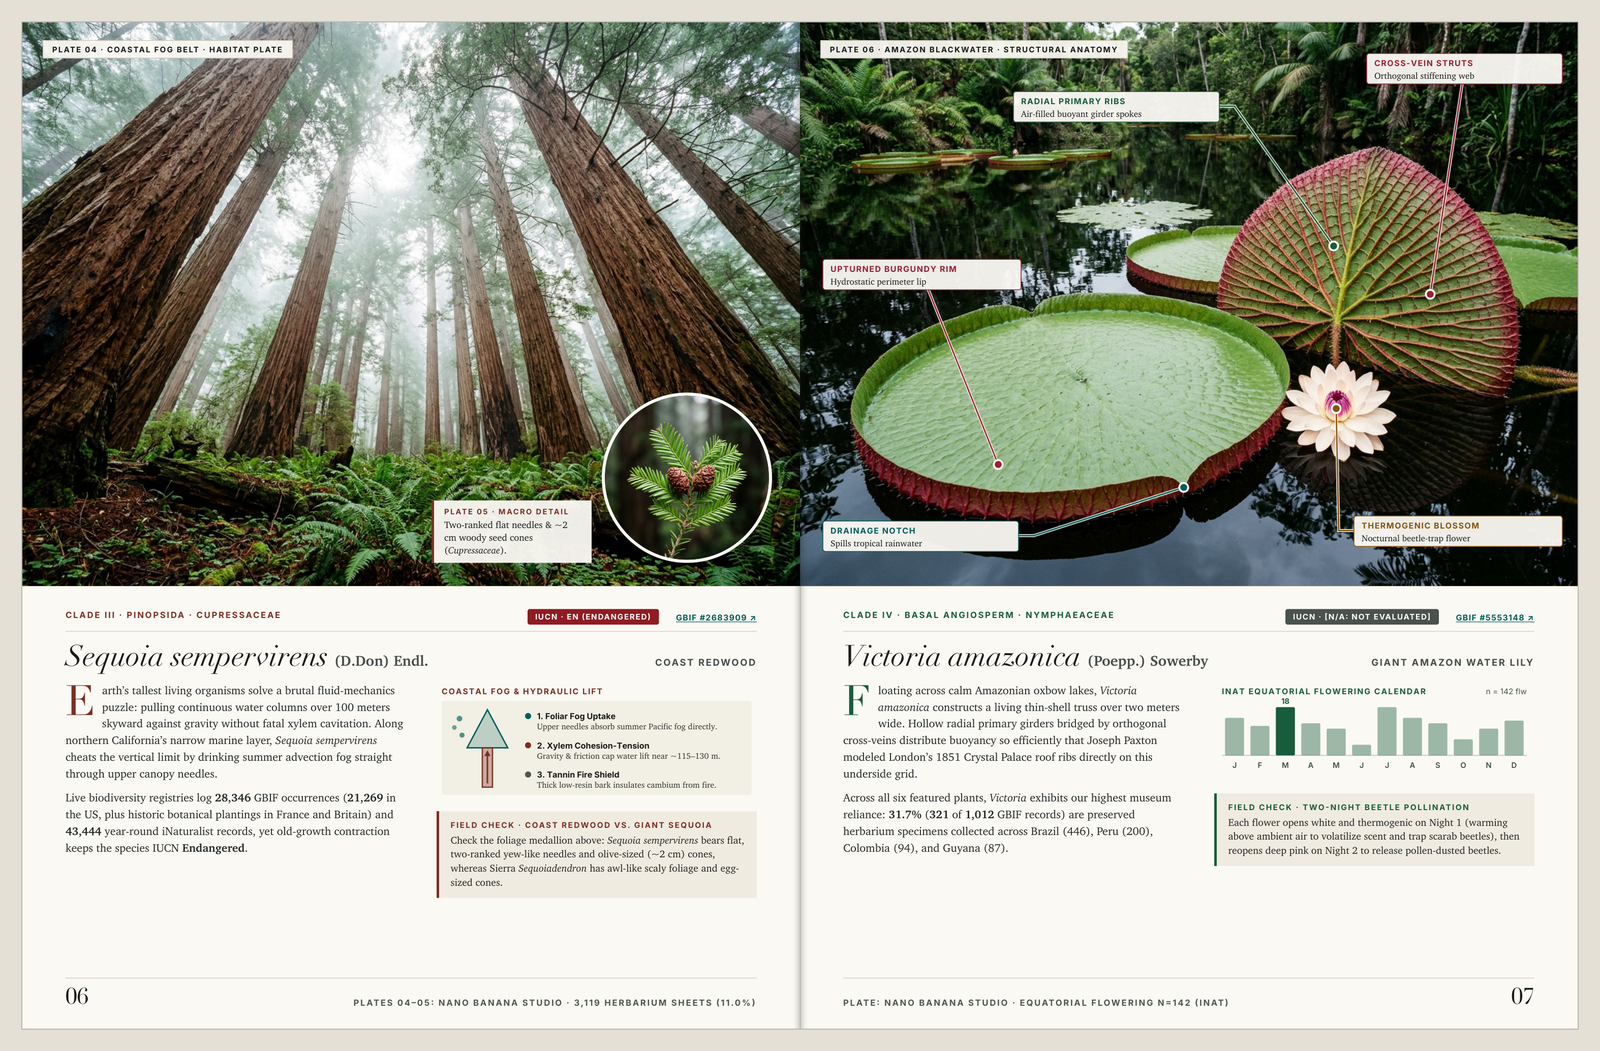 PLATE 04 · COASTAL FOG BELT · HABITAT PLATE
PLATE 05 · MACRO DETAIL
Two-ranked flat needles & ~2
cm woody seed cones
(Cupressaceae).
CLADE III · PINOPSIDA · CUPRESSACEAE
IUCN · EN (ENDANGERED)
GBIF #2683909 ↗
Sequoia sempervirens (D.Don) Endl.
COAST REDWOOD
Earth's tallest living organisms solve a brutal fluid-mechanics
puzzle: pulling continuous water columns over 100 meters
skyward against gravity without fatal xylem cavitation. Along
northern California's narrow marine layer, Sequoia sempervirens
cheats the vertical limit by drinking summer advection fog straight
through upper canopy needles.
Live biodiversity registries log 28,346 GBIF occurrences (21,269 in
the US, plus historic botanical plantings in France and Britain) and
43,444 year-round iNaturalist records, yet old-growth contraction
keeps the species IUCN Endangered.
COASTAL FOG & HYDRAULIC LIFT
1. Foliar Fog Uptake
Upper needles absorb summer Pacific fog directly.
2. Xylem Cohesion-Tension
Gravity & friction cap water lift near ~115–130 m.
3. Tannin Fire Shield
Thick low-resin bark insulates cambium from fire.
FIELD CHECK · COAST REDWOOD VS. GIANT SEQUOIA
Check the foliage medallion above: Sequoia sempervirens bears flat,
two-ranked yew-like needles and olive-sized (~2 cm) cones,
whereas Sierra Sequoiadendron has awl-like scaly foliage and egg-
sized cones.
06
PLATES 04–05: NANO BANANA STUDIO · 3,119 HERBARIUM SHEETS (11.0%)
PLATE 06 · AMAZON BLACKWATER · STRUCTURAL ANATOMY
CROSS-VEIN STRUTS
Orthogonal stiffening web
RADIAL PRIMARY RIBS
Air-filled buoyant girder spokes
UPTURNED BURGUNDY RIM
Hydrostatic perimeter lip
DRAINAGE NOTCH
Spills tropical rainwater
THERMOGENIC BLOSSOM
Nocturnal beetle-trap flower
CLADE IV · BASAL ANGIOSPERM · NYMPHAEACEAE
IUCN · [N/A: NOT EVALUATED]
GBIF #5553148 ↗
Victoria amazonica (Poepp.) Sowerby
GIANT AMAZON WATER LILY
Floating across calm Amazonian oxbow lakes, Victoria
amazonica constructs a living thin-shell truss over two meters
wide. Hollow radial primary girders bridged by orthogonal
cross-veins distribute buoyancy so efficiently that Joseph Paxton
modeled London's 1851 Crystal Palace roof ribs directly on this
underside grid.
Across all six featured plants, Victoria exhibits our highest museum
reliance: 31.7% (321 of 1,012 GBIF records) are preserved
herbarium specimens collected across Brazil (446), Peru (200),
Colombia (94), and Guyana (87).
INAT EQUATORIAL FLOWERING CALENDAR
n = 142 flw
18
J F M A M J J A S O N D
FIELD CHECK · TWO-NIGHT BEETLE POLLINATION
Each flower opens white and thermogenic on Night 1 (warming
above ambient air to volatilize scent and trap scarab beetles), then
reopens deep pink on Night 2 to release pollen-dusted beetles.
PLATE: NANO BANANA STUDIO · EQUATORIAL FLOWERING N=142 (INAT)
07